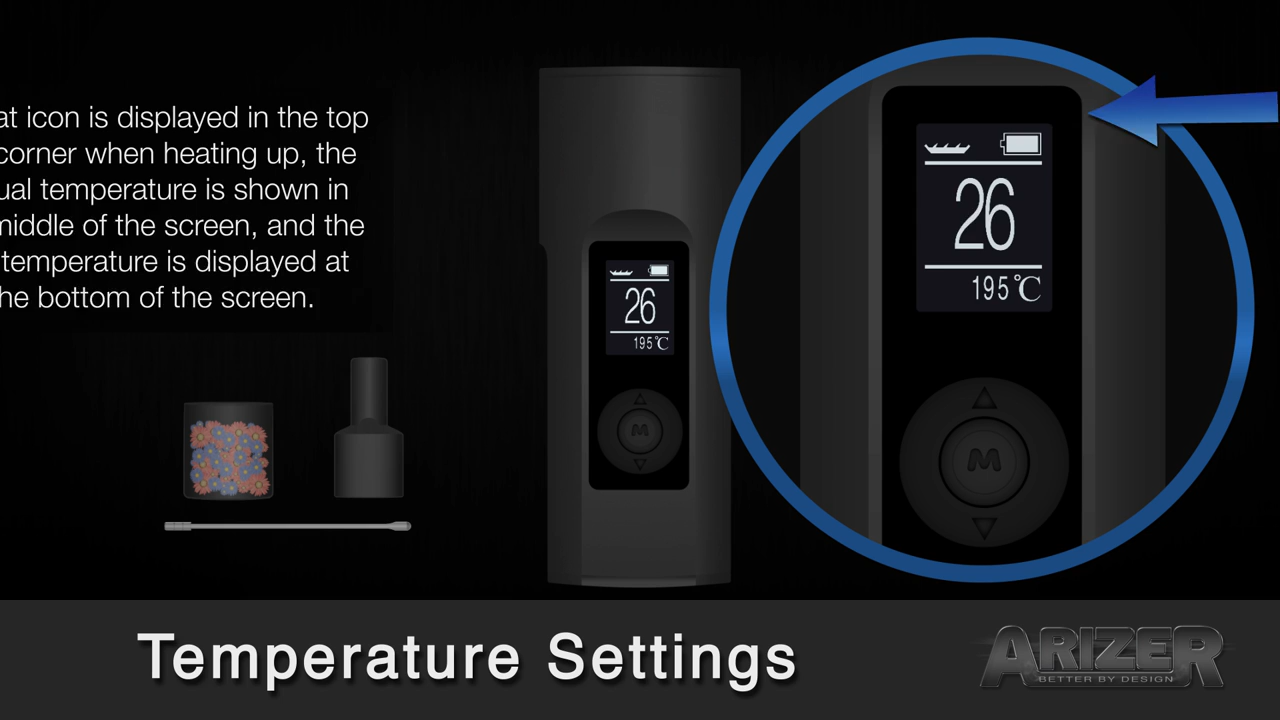 at icon is displayed in the top
corner when heating up, the
ual temperature is shown in
middle of the screen, and the
temperature is displayed at
he bottom of the screen.
26
195°C
M
26
195°C
M
Temperature Settings
ARIZER
BETTER BY DESIGN